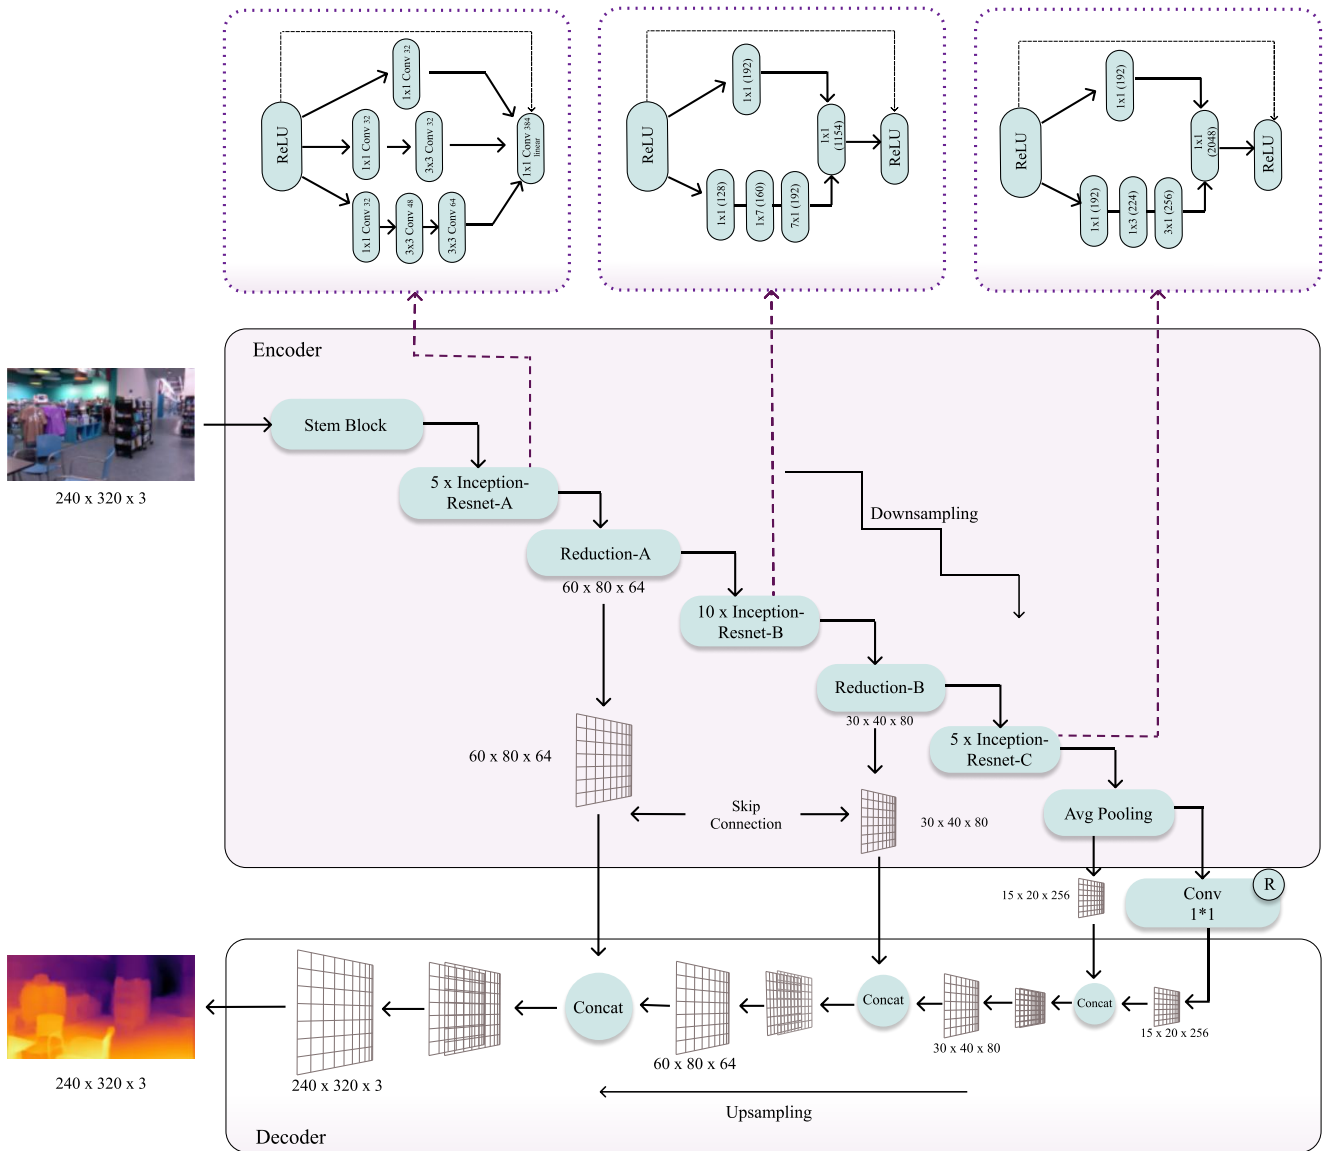 ReLU
1x1 Conv 32
1x1 Conv 32
3x3 Conv 32
1x1 Conv 32
3x3 Conv 48
3x3 Conv 64
1x1 Conv 384
linear
ReLU
1x1 (192)
1x1 (128)
1x7 (160)
7x1 (192)
1x1
(1154)
ReLU
ReLU
1x1 (192)
1x1 (192)
1x3 (224)
3x1 (256)
1x1
(2048)
ReLU
Encoder
240 x 320 x 3
Stem Block
5 x Inception-
Resnet-A
Reduction-A
60 x 80 x 64
10 x Inception-
Resnet-B
Downsampling
Reduction-B
30 x 40 x 80
5 x Inception-
Resnet-C
Avg Pooling
60 x 80 x 64
Skip
Connection
30 x 40 x 80
15 x 20 x 256
Conv
1*1
R
Concat
Concat
Concat
15 x 20 x 256
30 x 40 x 80
60 x 80 x 64
240 x 320 x 3
240 x 320 x 3
Upsampling
Decoder